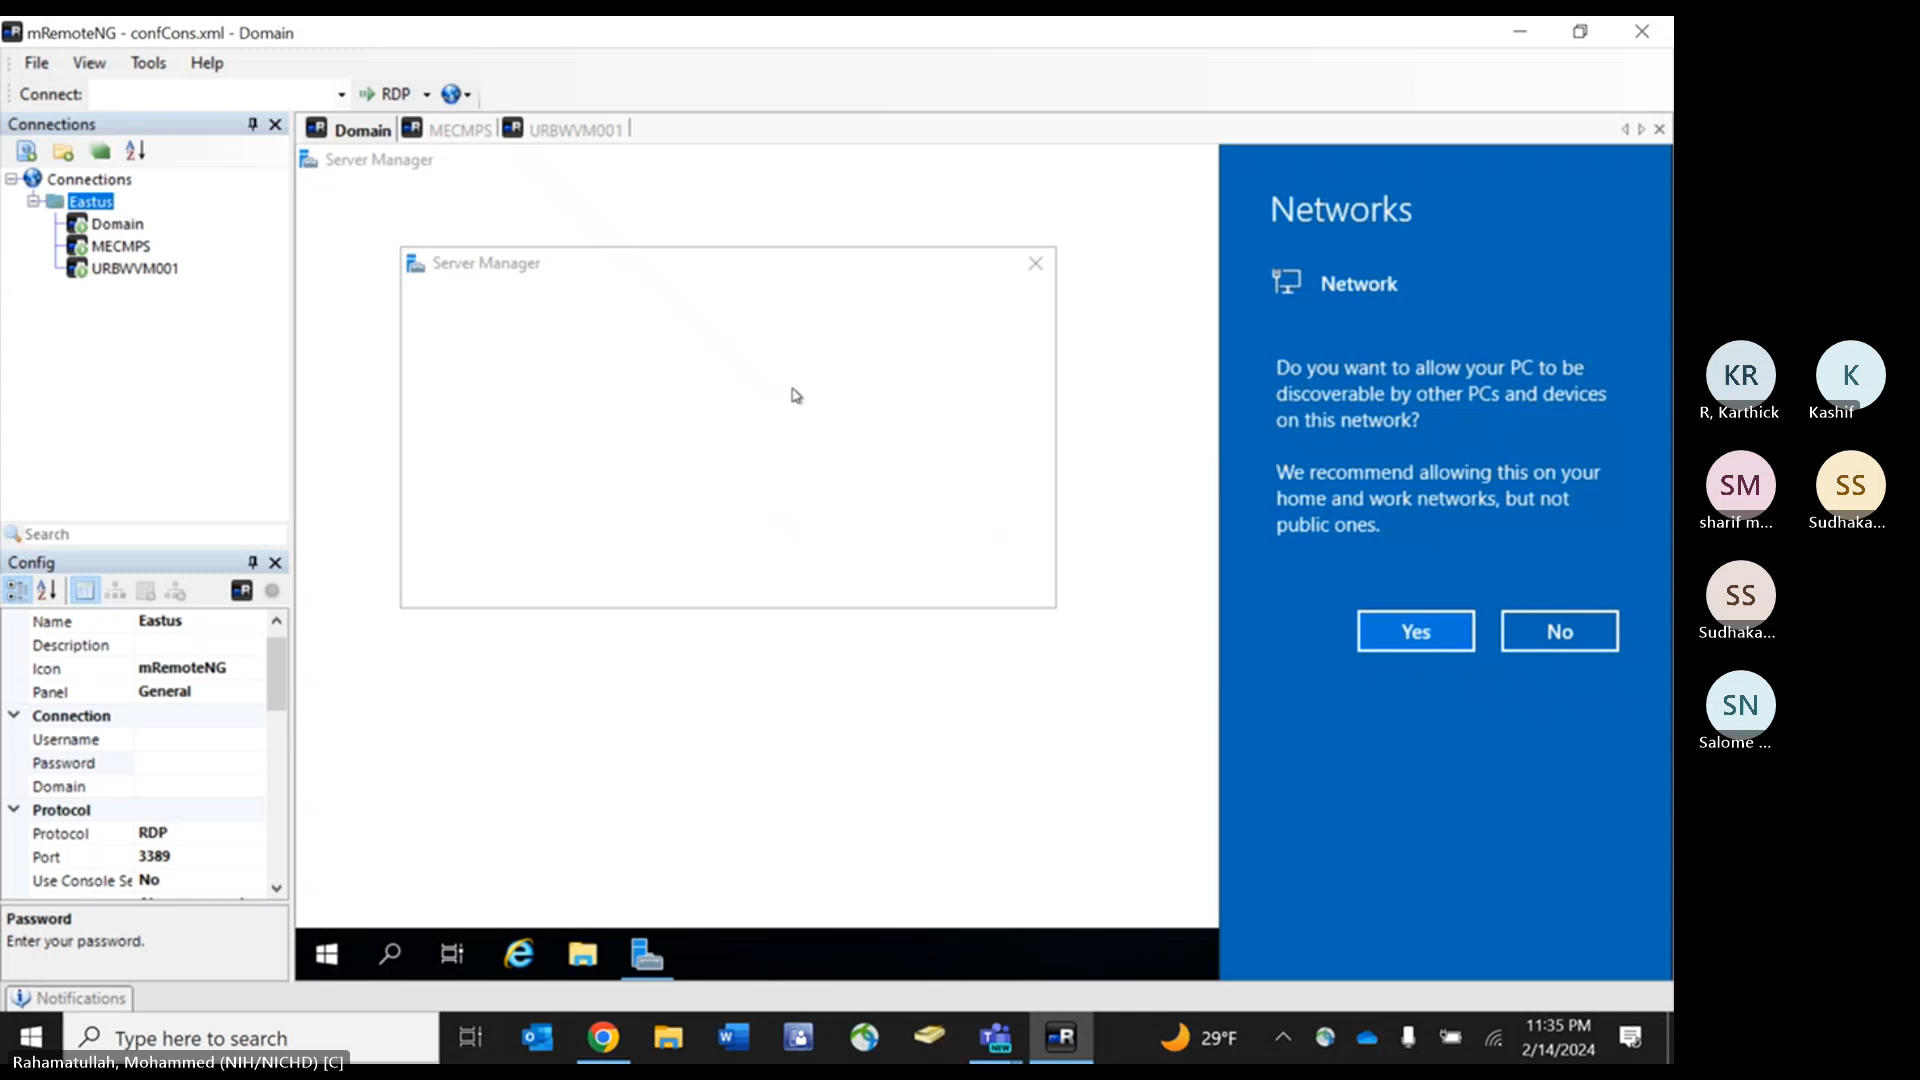 mRemoteNG - confCons.xml - Domain
File View Tools Help
Connect: RDP
Connections
Domain MECMPS URBWVM001
Server Manager
Connections
Eastus
Domain
MECMPS
URBWVM001
Server Manager
Networks
Network
Do you want to allow your PC to be
discoverable by other PCs and devices
on this network?
We recommend allowing this on your
home and work networks, but not
public ones.
Yes No
Search
Config
Name Eastus
Description
Icon mRemoteNG
Panel General
Connection
Username
Password
Domain
Protocol
Protocol RDP
Port 3389
Use Console Se No
Password
Enter your password.
Notifications
Type here to search
29°F
11:35 PM
2/14/2024
Rahamatullah, Mohammed (NIH/NICHD) [C]
KR
R, Karthick
K
Kashif
SM
sharif m...
SS
Sudhaka...
SS
Sudhaka...
SN
Salome ...